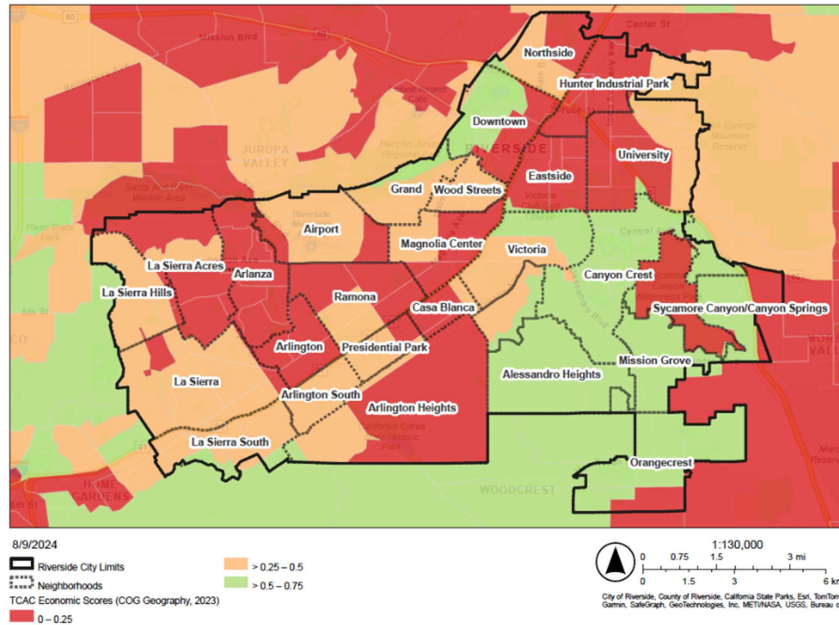 60
Mission Blvd
60
Center St
Northside
Hunter Industrial Park
Downtown
RIVERSIDE
JURUPA
VALLEY
University
Eastside
Grand
Wood Streets
Airport
Magnolia Center
Victoria
Central Ave
La Sierra Acres
Arlanza
La Sierra Hills
Canyon Crest
Ramona
Casa Blanca
Sycamore Canyon/Canyon Springs
Arlington
Presidential Park
Mission Grove
La Sierra
Alessandro Heights
Arlington South
Arlington Heights
La Sierra South
Orangecrest
HOME
GARDENS
WOODCREST
8/9/2024
Riverside City Limits
Neighborhoods
TCAC Economic Scores (COG Geography, 2023)
0 – 0.25
> 0.25 – 0.5
> 0.5 – 0.75
1:130,000
0 0.75 1.5 3 mi
0 1.5 3 6 km
City of Riverside, County of Riverside, California State Parks, Esri, TomTom
Garmin, SafeGraph, GeoTechnologies, Inc, METI/NASA, USGS, Bureau